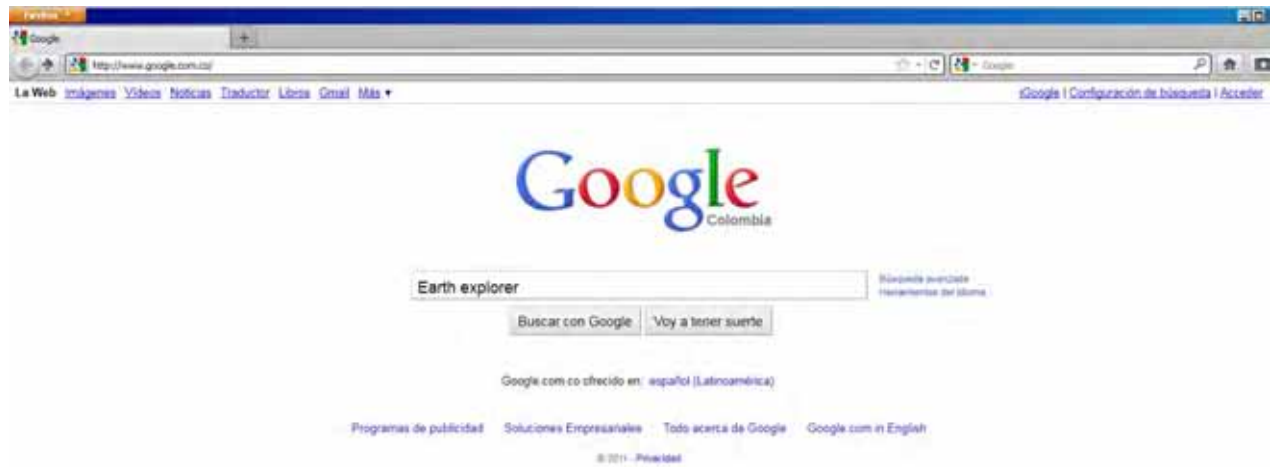 Firefox
Google
http://www.google.com.co/
Google
La Web Imágenes Vídeos Noticias Traductor Libros Gmail Más ▾
iGoogle | Configuración de búsqueda | Acceder
Google
Colombia
Earth explorer
Búsqueda avanzada
Herramientas del idioma
Buscar con Google
Voy a tener suerte
Google.com.co ofrecido en: español (Latinoamérica)
Programas de publicidad Soluciones Empresariales Todo acerca de Google Google.com in English
© 2011 - Privacidad